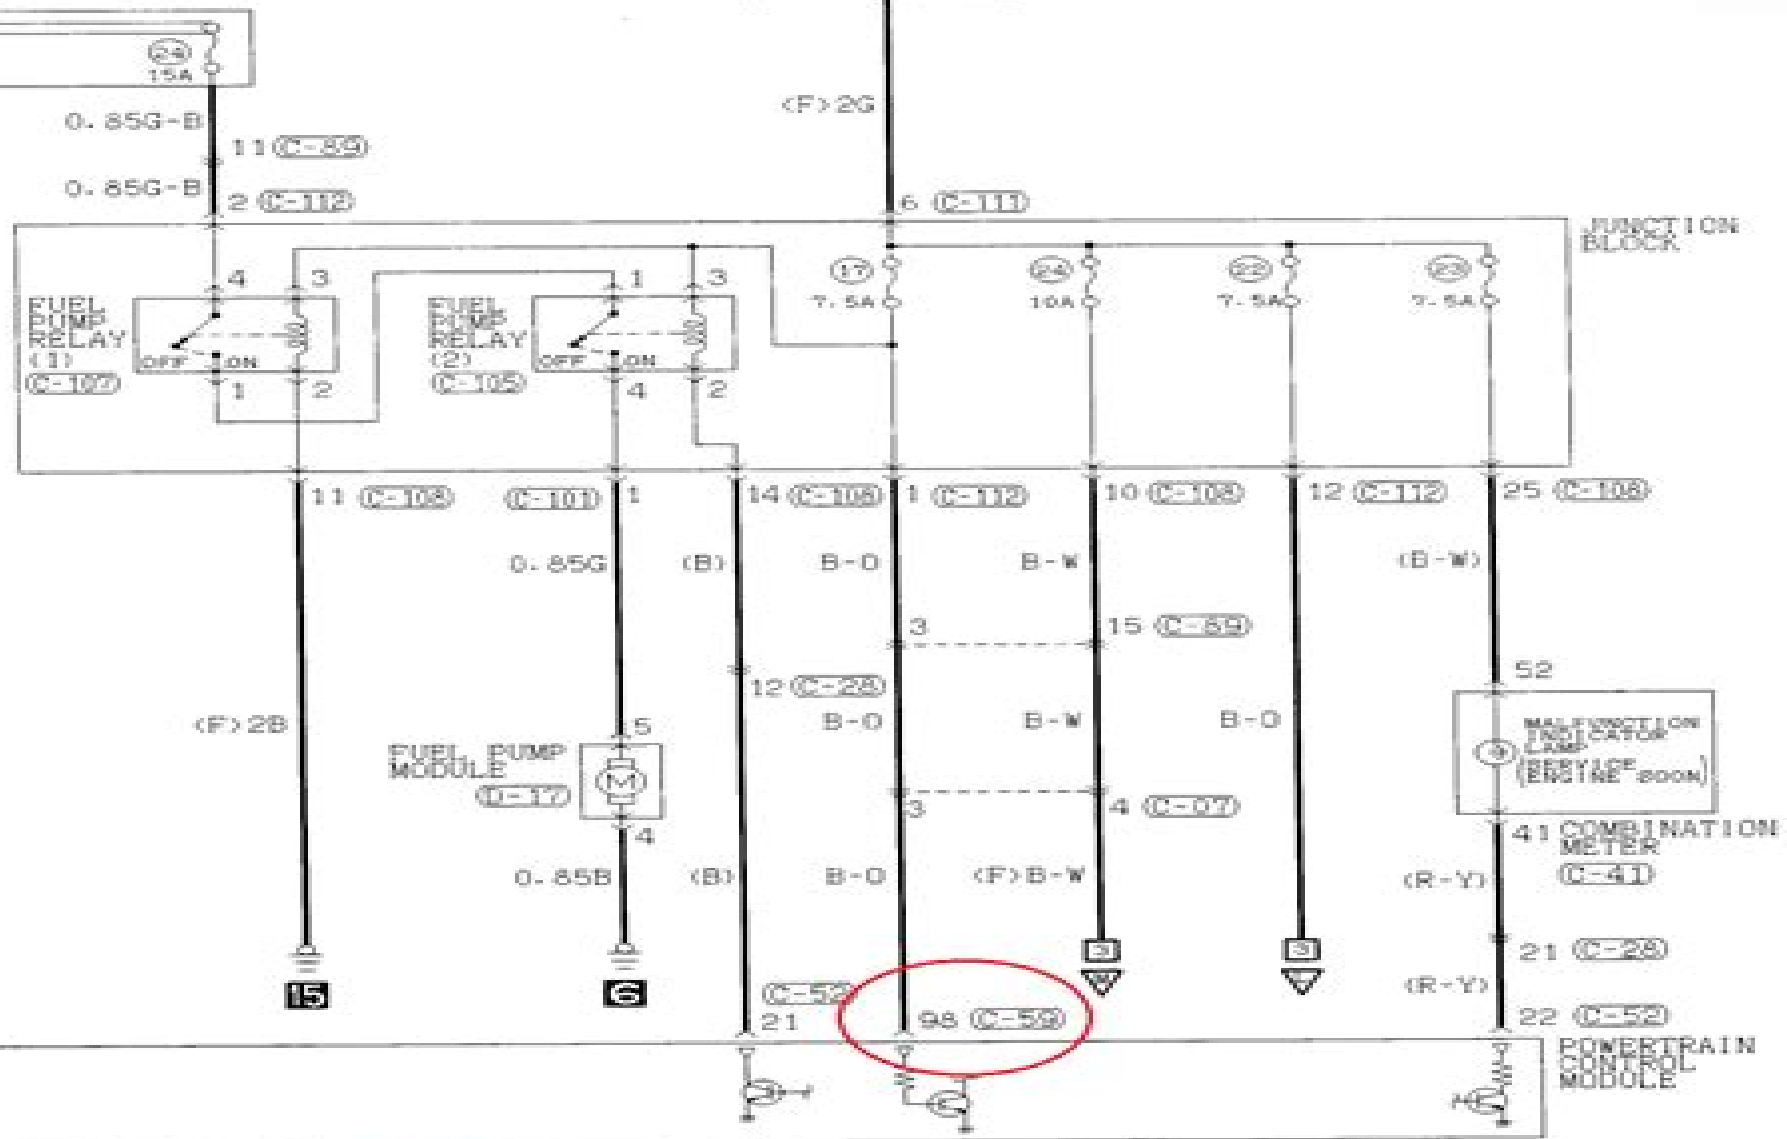 24
15A
0.85G-B
11 C-89
0.85G-B
2 C-112
(F)2G
6 C-111
JUNCTION
BLOCK
4
3
1
3
17
7.5A
24
10A
22
7.5A
23
7.5A
FUEL
PUMP
RELAY
(1)
C-107
OFF ON
FUEL
PUMP
RELAY
(2)
C-105
OFF ON
1
2
4
2
11 C-108
C-101 1
14 C-108
1 C-112
10 C-108
12 C-112
25 C-108
0.85G
(B)
B-O
B-W
(B-W)
3
15 C-89
52
12 C-28
(F)2B
5
B-O
B-W
B-O
MALFUNCTION
INDICATOR
LAMP
(SERVICE
ENGINE SOON)
FUEL PUMP
MODULE
D-17
M
3
4 C-07
4
41 COMBINATION
METER
C-41
0.85B
(B)
B-O
(F)B-W
(R-Y)
3
3
21 C-28
15
6
C-52
21
98 C-59
(R-Y)
22 C-52
POWERTRAIN
CONTROL
MODULE